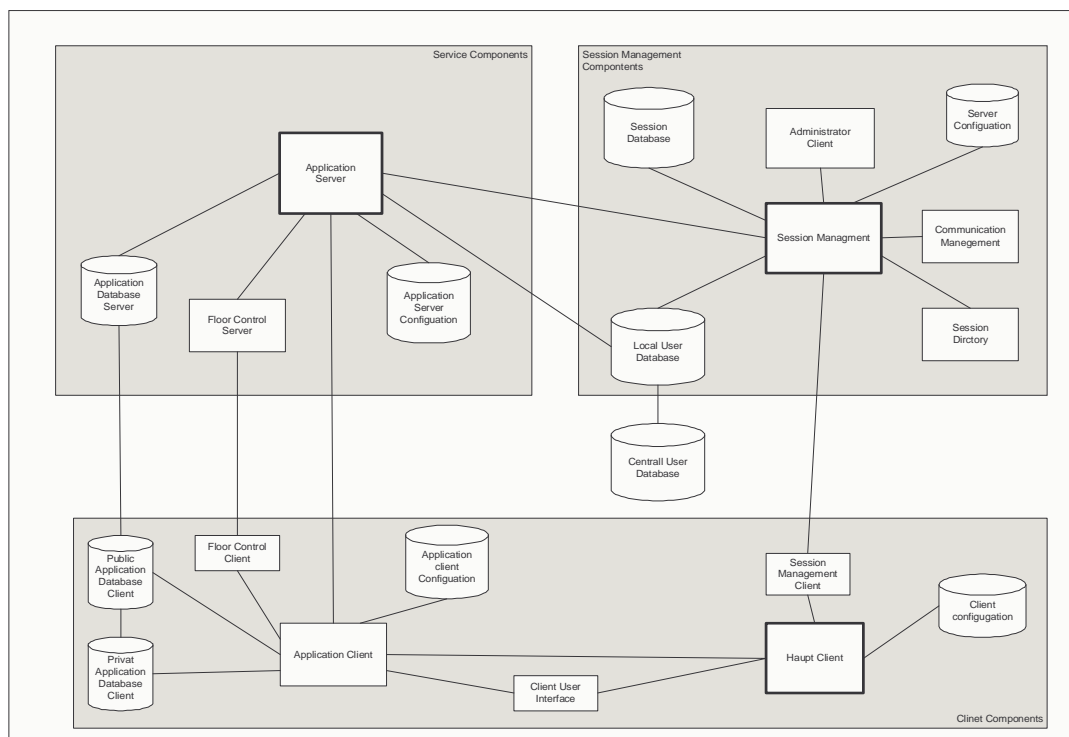 Service Components
Session Management
Compontents
Session
Database
Administrator
Client
Server
Configuation
Application
Server
Session Managment
Communication
Manegement
Application
Database
Server
Floor Control
Server
Application
Server
Configuation
Local User
Database
Session
Dirctory
Centrall User
Database
Public
Application
Database
Client
Floor Control
Client
Application
client
Configuation
Session
Management
Client
Client
configugation
Privat
Application
Database
Client
Application Client
Client User
Interface
Haupt Client
Clinet Components